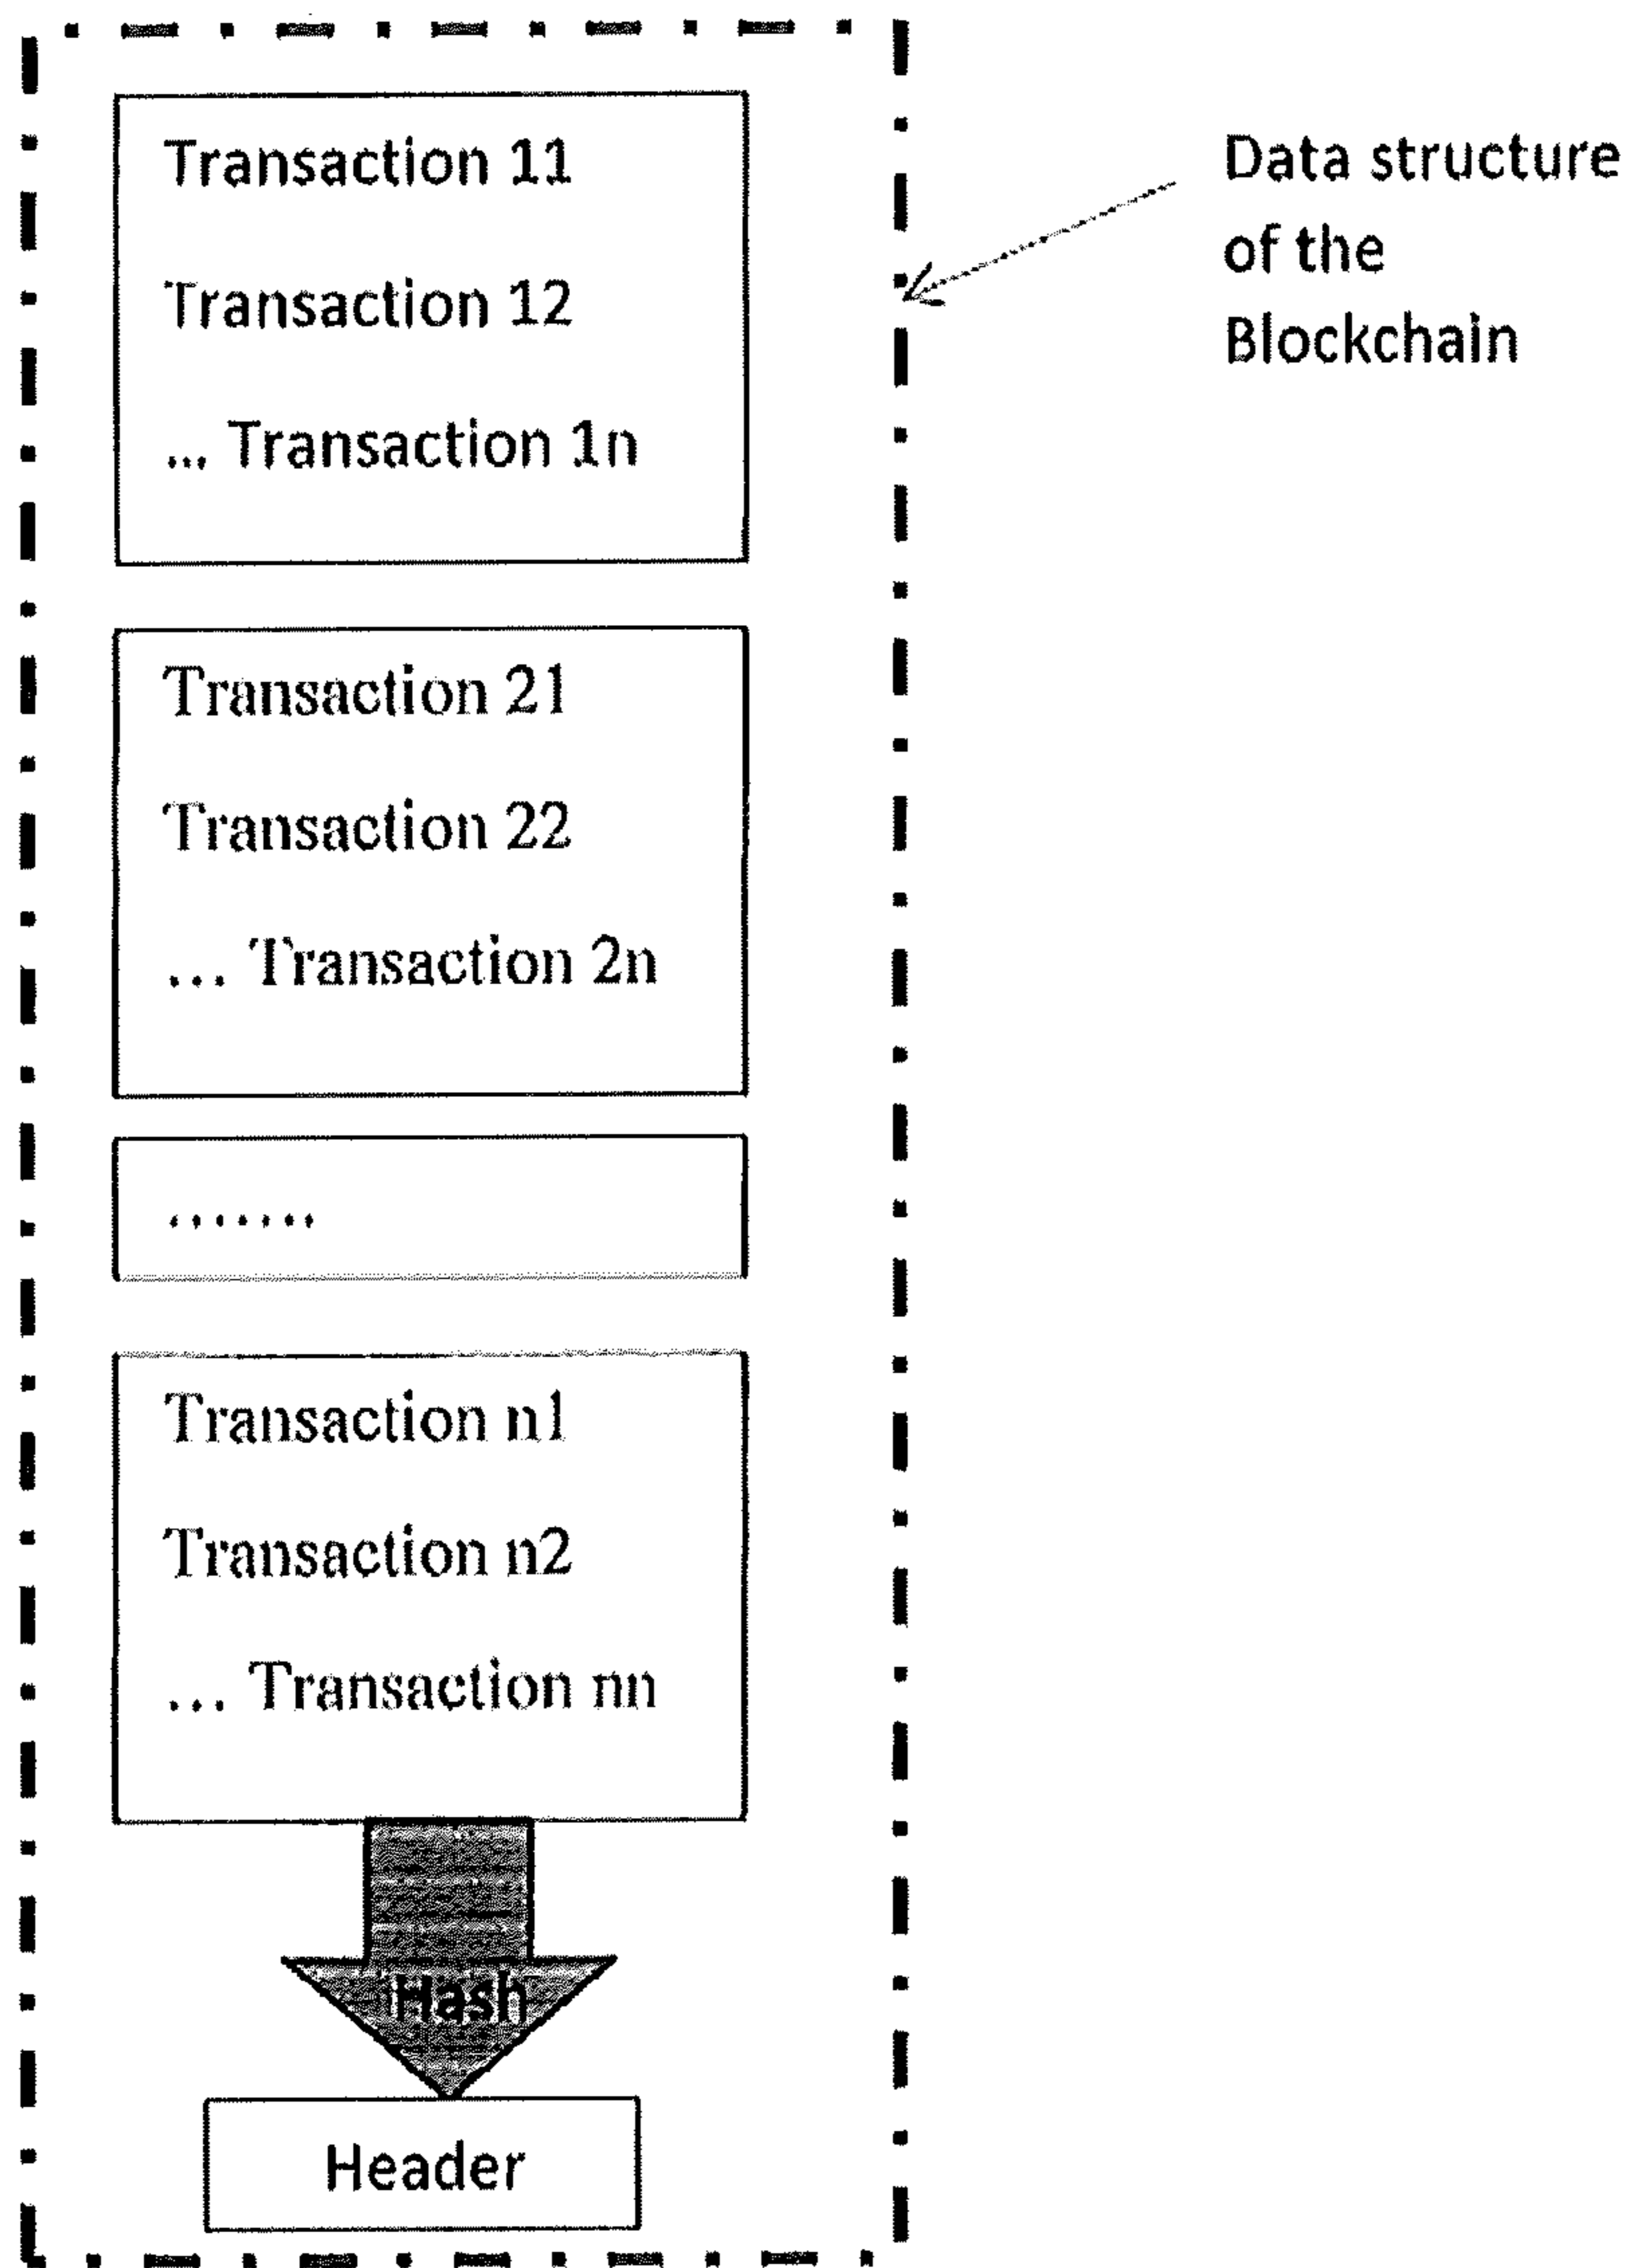 Transaction 11
Transaction 12
... Transaction 1n
Data structure
of the
Blockchain
Transaction 21
Transaction 22
... Transaction 2n
.......
Transaction n1
Transaction n2
... Transaction nn
Hash
Header